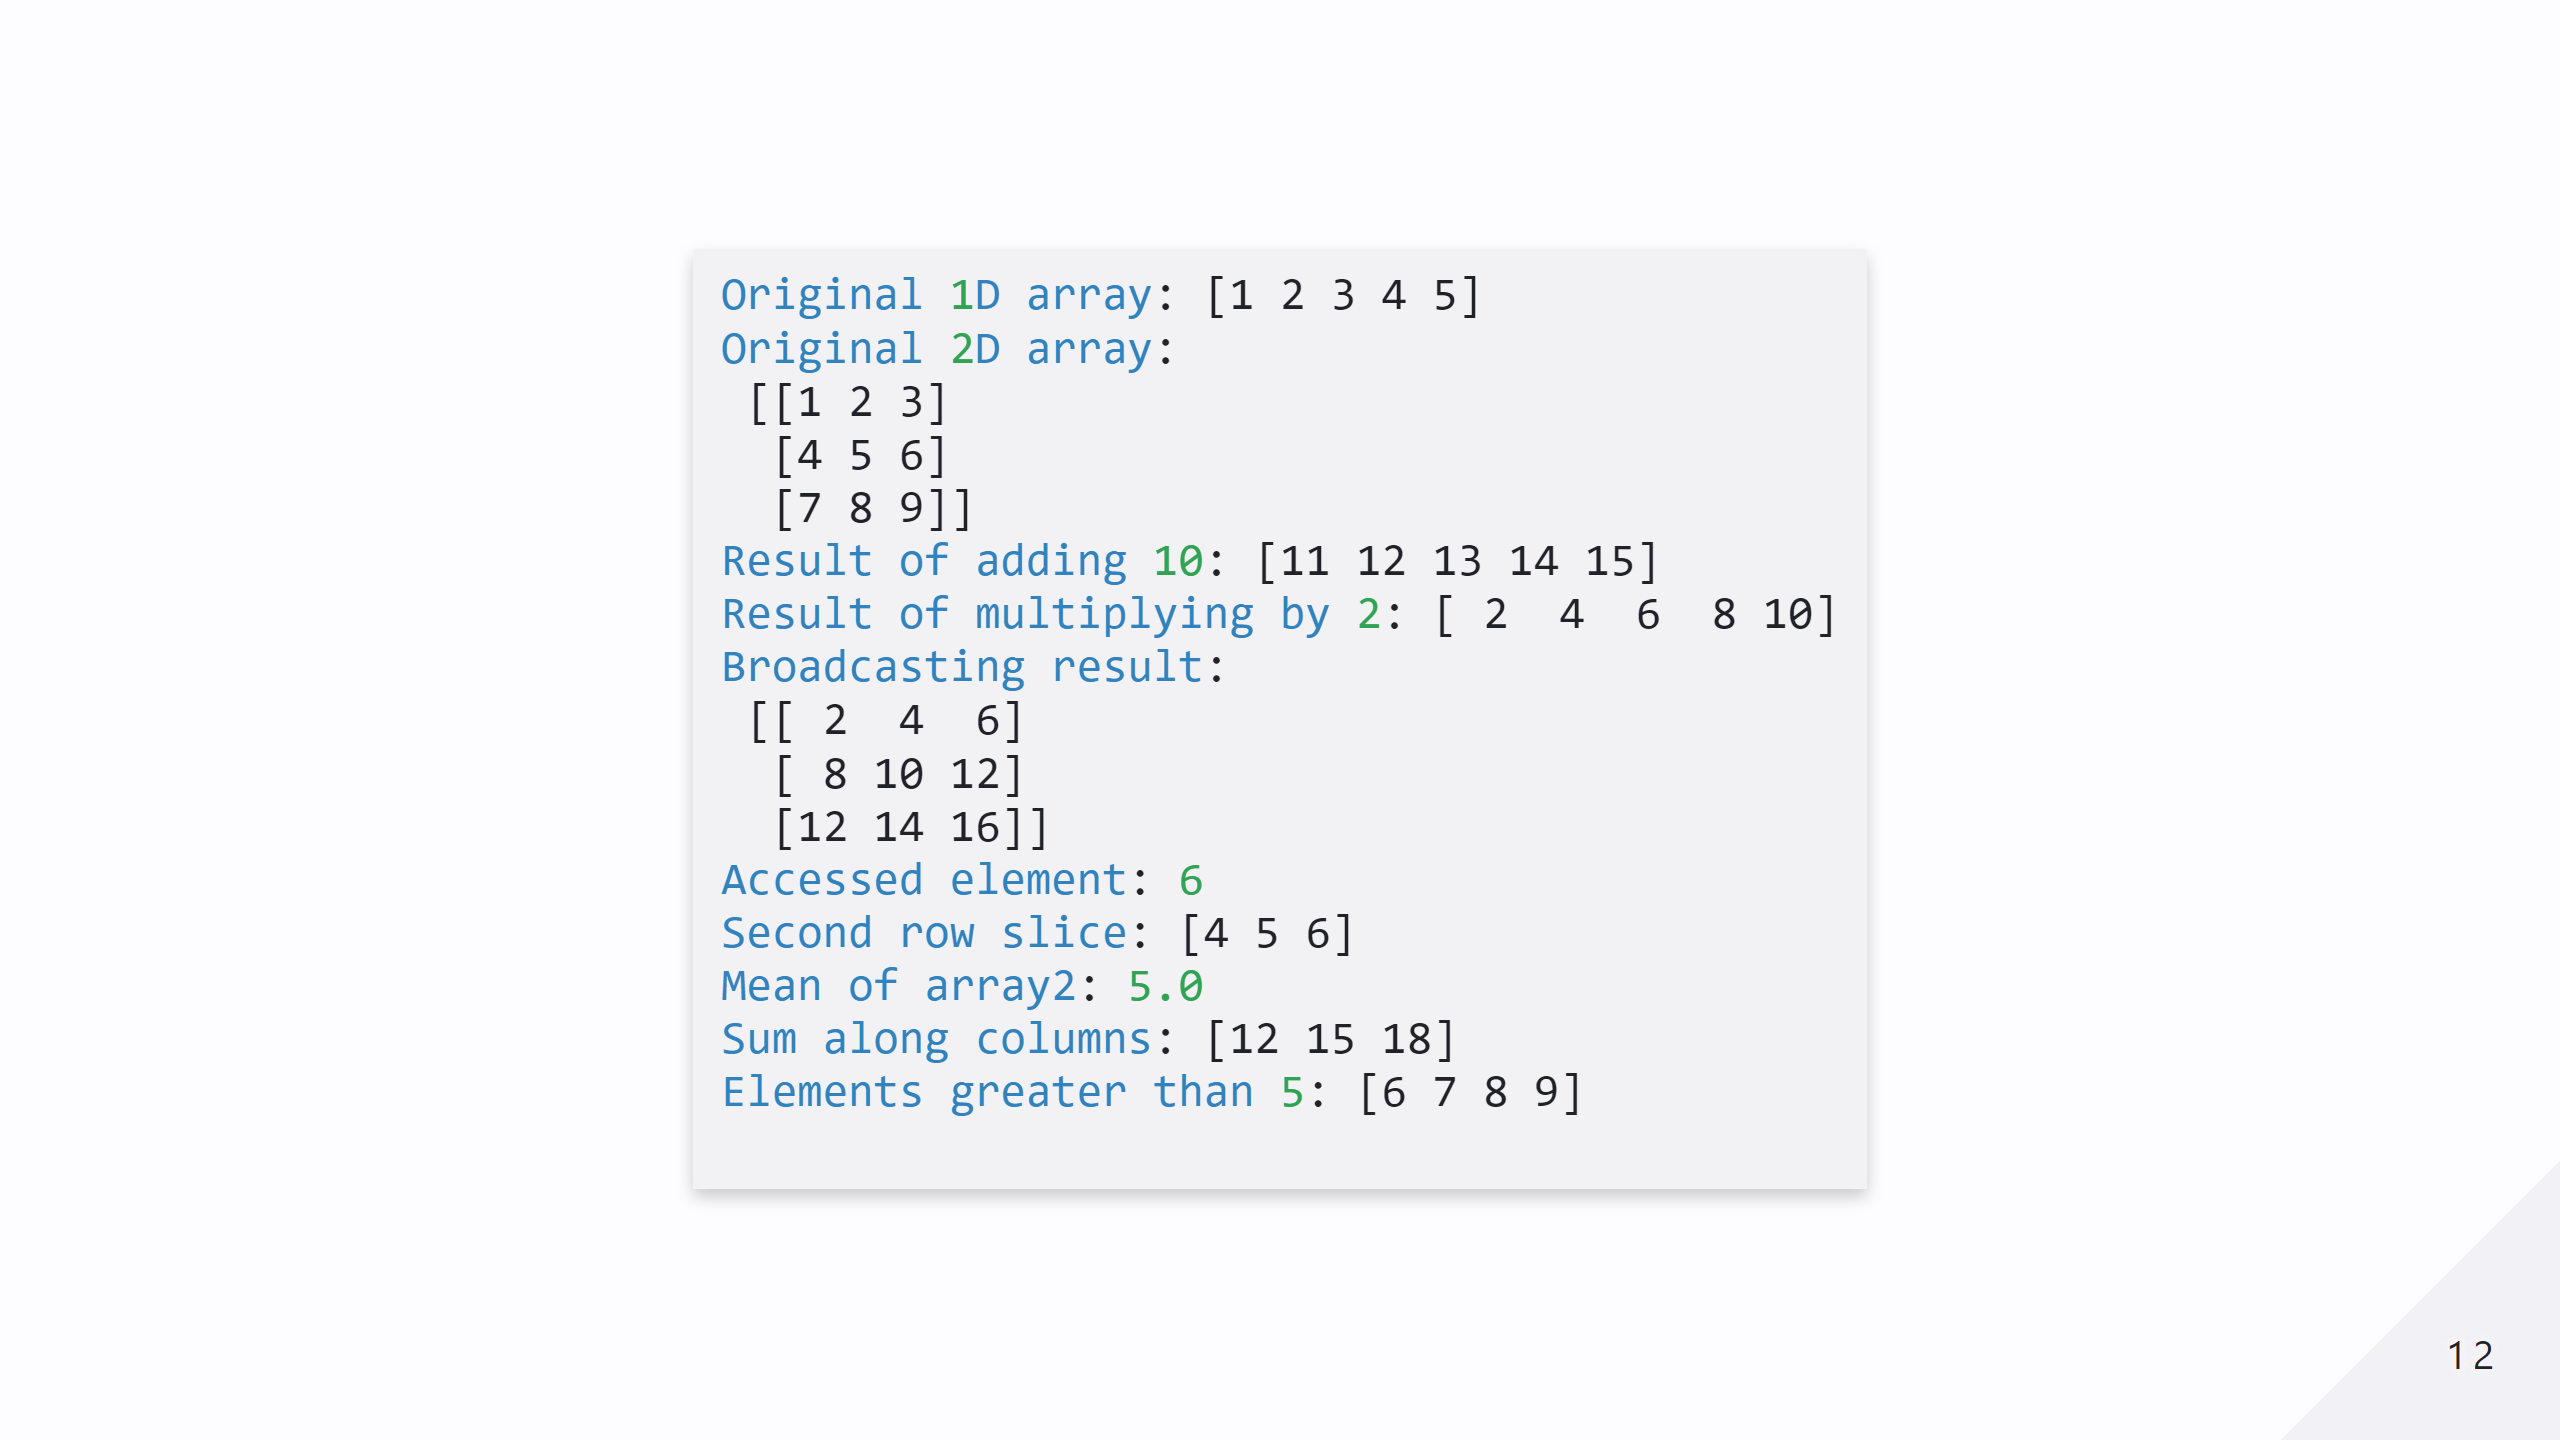 Original 1D array: [1 2 3 4 5]
Original 2D array:
 [[1 2 3]
  [4 5 6]
  [7 8 9]]
Result of adding 10: [11 12 13 14 15]
Result of multiplying by 2: [ 2  4  6  8 10]
Broadcasting result:
 [[ 2  4  6]
  [ 8 10 12]
  [12 14 16]]
Accessed element: 6
Second row slice: [4 5 6]
Mean of array2: 5.0
Sum along columns: [12 15 18]
Elements greater than 5: [6 7 8 9]
12